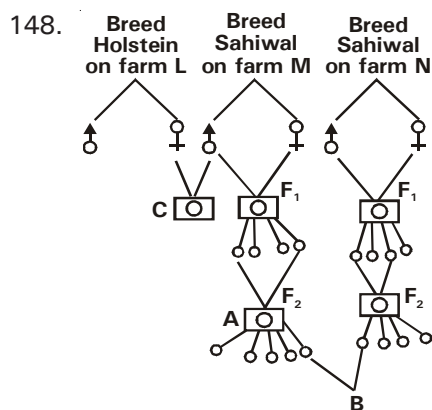 148.
Breed Holstein on farm L
Breed Sahiwal on farm M
Breed Sahiwal on farm N
C
F₁
F₁
A
F₂
F₂
B